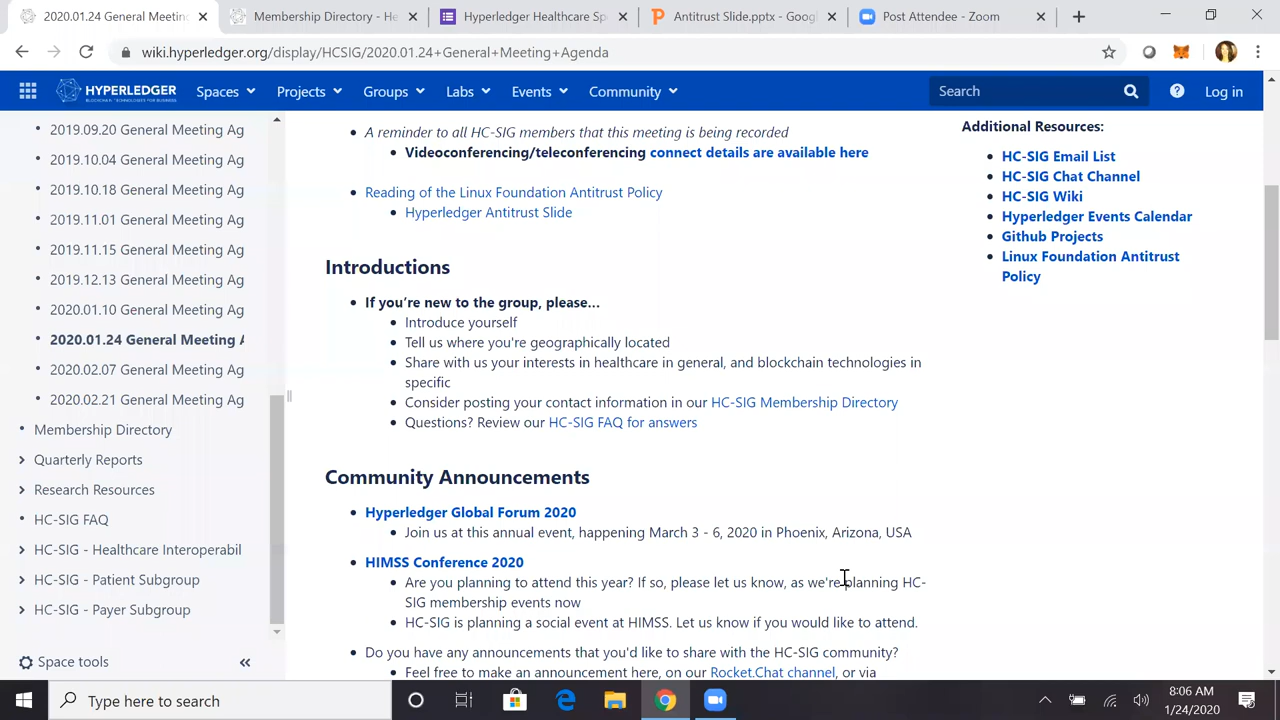 2020.01.24 General Meetin
Membership Directory - He
Hyperledger Healthcare Sp
Antitrust Slide.pptx - Goog
Post Attendee - Zoom
wiki.hyperledger.org/display/HCSIG/2020.01.24+General+Meeting+Agenda
HYPERLEDGER
BLOCKCHAIN TECHNOLOGIES FOR BUSINESS
Spaces
Projects
Groups
Labs
Events
Community
Search
Log in
2019.09.20 General Meeting Ag
2019.10.04 General Meeting Ag
2019.10.18 General Meeting Ag
2019.11.01 General Meeting Ag
2019.11.15 General Meeting Ag
2019.12.13 General Meeting Ag
2020.01.10 General Meeting Ag
2020.01.24 General Meeting A
2020.02.07 General Meeting Ag
2020.02.21 General Meeting Ag
Membership Directory
Quarterly Reports
Research Resources
HC-SIG FAQ
HC-SIG - Healthcare Interoperabil
HC-SIG - Patient Subgroup
HC-SIG - Payer Subgroup
Space tools
A reminder to all HC-SIG members that this meeting is being recorded
Videoconferencing/teleconferencing connect details are available here
Reading of the Linux Foundation Antitrust Policy
Hyperledger Antitrust Slide
Introductions
If you're new to the group, please...
Introduce yourself
Tell us where you're geographically located
Share with us your interests in healthcare in general, and blockchain technologies in
specific
Consider posting your contact information in our HC-SIG Membership Directory
Questions? Review our HC-SIG FAQ for answers
Community Announcements
Hyperledger Global Forum 2020
Join us at this annual event, happening March 3 - 6, 2020 in Phoenix, Arizona, USA
HIMSS Conference 2020
Are you planning to attend this year? If so, please let us know, as we're planning HC-
SIG membership events now
HC-SIG is planning a social event at HIMSS. Let us know if you would like to attend.
Do you have any announcements that you'd like to share with the HC-SIG community?
Feel free to make an announcement here, on our Rocket.Chat channel, or via
Additional Resources:
HC-SIG Email List
HC-SIG Chat Channel
HC-SIG Wiki
Hyperledger Events Calendar
Github Projects
Linux Foundation Antitrust
Policy
Type here to search
8:06 AM
1/24/2020